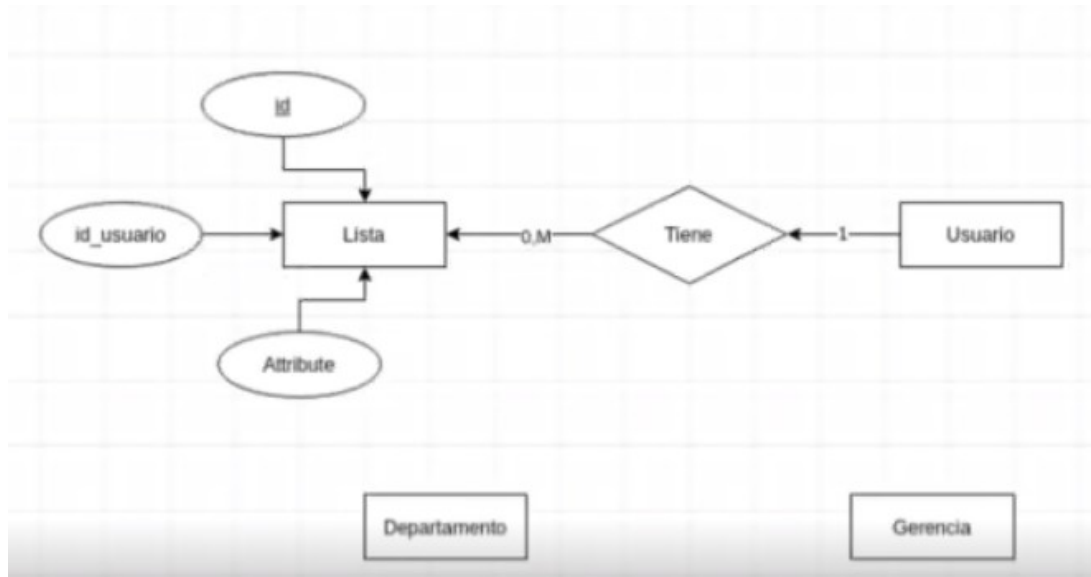 id
id_usuario
Lista
0,M
Tiene
1
Usuario
Attribute
Departamento
Gerencia